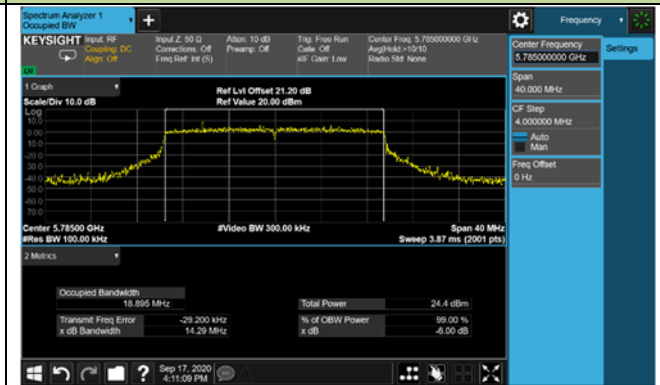 Spectrum Analyzer 1
Occupied BW
+
Frequency
KEYSIGHT Input: RF
Coupling: DC
Align: Off
Input Z: 50 Ω
Corrections: Off
Freq Ref: Int (S)
Atten: 10 dB
Preamp: Off
Trig: Free Run
Gate: Off
#IF Gain: Low
Center Freq: 5.785000000 GHz
Avg|Hold:>10/10
Radio Std: None
Center Frequency
5.785000000 GHz
Settings
Span
40.000 MHz
CF Step
4.000000 MHz
Auto
Man
Freq Offset
0 Hz
1 Graph
Scale/Div 10.0 dB
Ref Lvl Offset 21.20 dB
Ref Value 20.00 dBm
Log
10.0
0.00
-10.0
-20.0
-30.0
-40.0
-50.0
-60.0
-70.0
Center 5.78500 GHz
#Res BW 100.00 kHz
#Video BW 300.00 kHz
Span 40 MHz
Sweep 3.87 ms (2001 pts)
2 Metrics
Occupied Bandwidth
18.895 MHz
Total Power 24.4 dBm
Transmit Freq Error -29.200 kHz
% of OBW Power 99.00 %
x dB Bandwidth 14.29 MHz
x dB -6.00 dB
?
Sep 17, 2020
4:11:09 PM